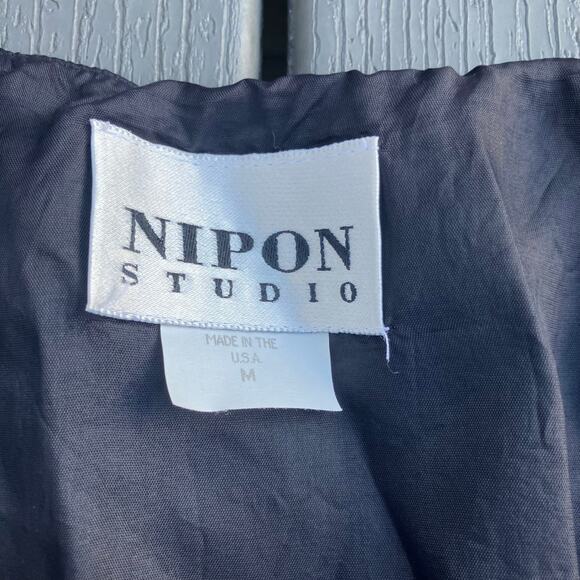 NIPON
STUDIO
MADE IN THE
U.S.A.
M